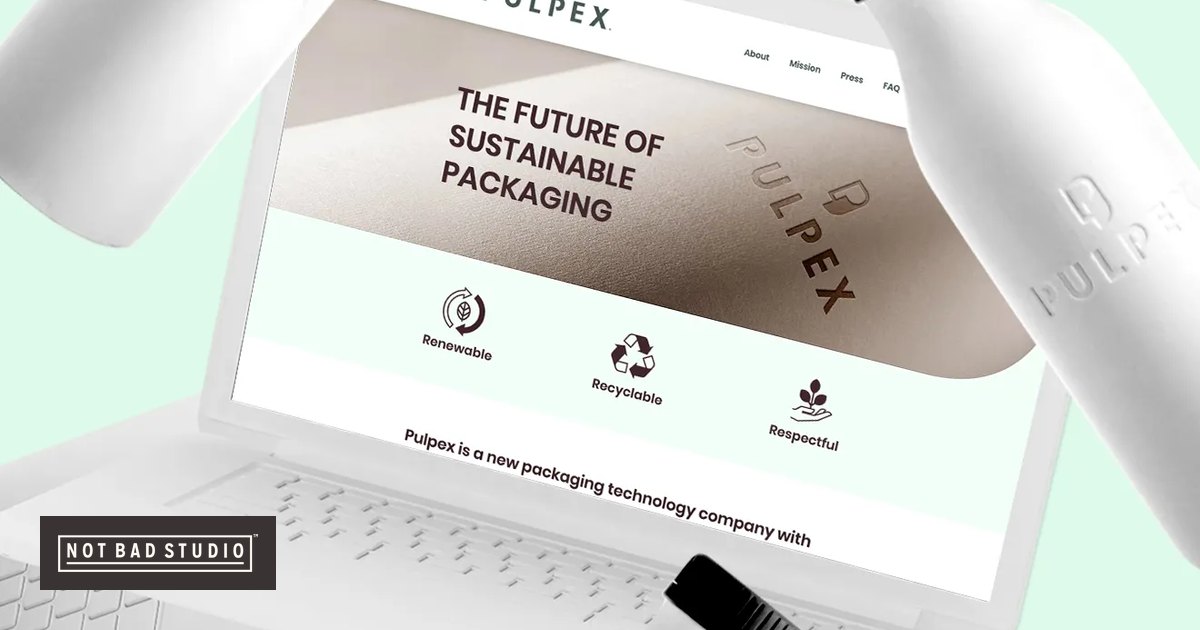 PULPEX
About Mission Press FAQ
THE FUTURE OF
SUSTAINABLE
PACKAGING
PULPEX
PULPEX
Renewable
Recyclable
Respectful
Pulpex is a new packaging technology company with
NOT BAD STUDIO™